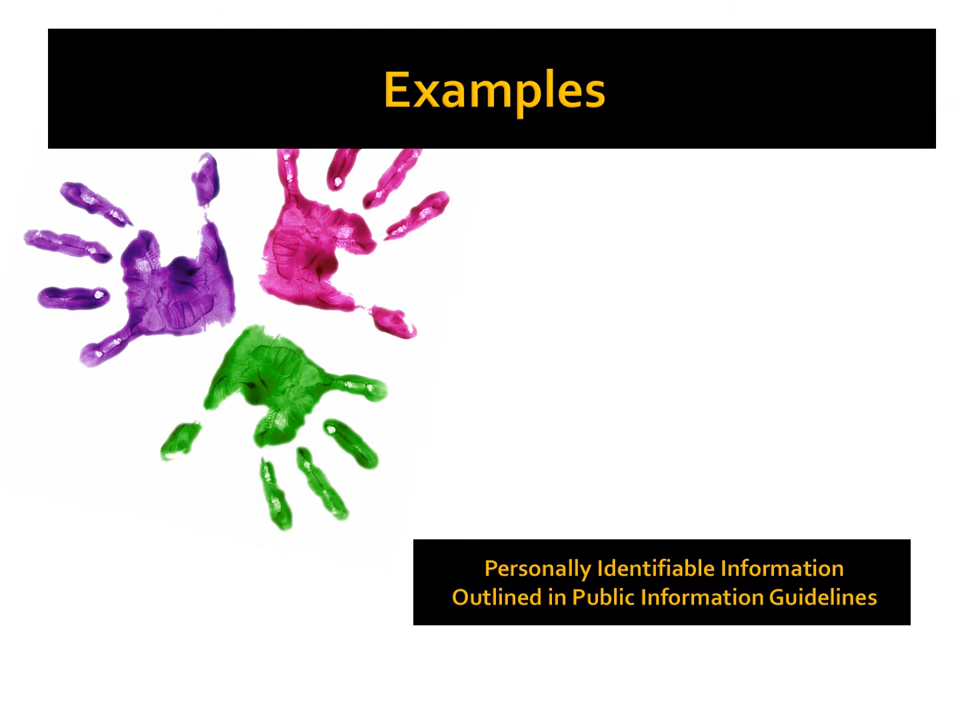 Examples
Personally Identifiable Information
Outlined in Public Information Guidelines